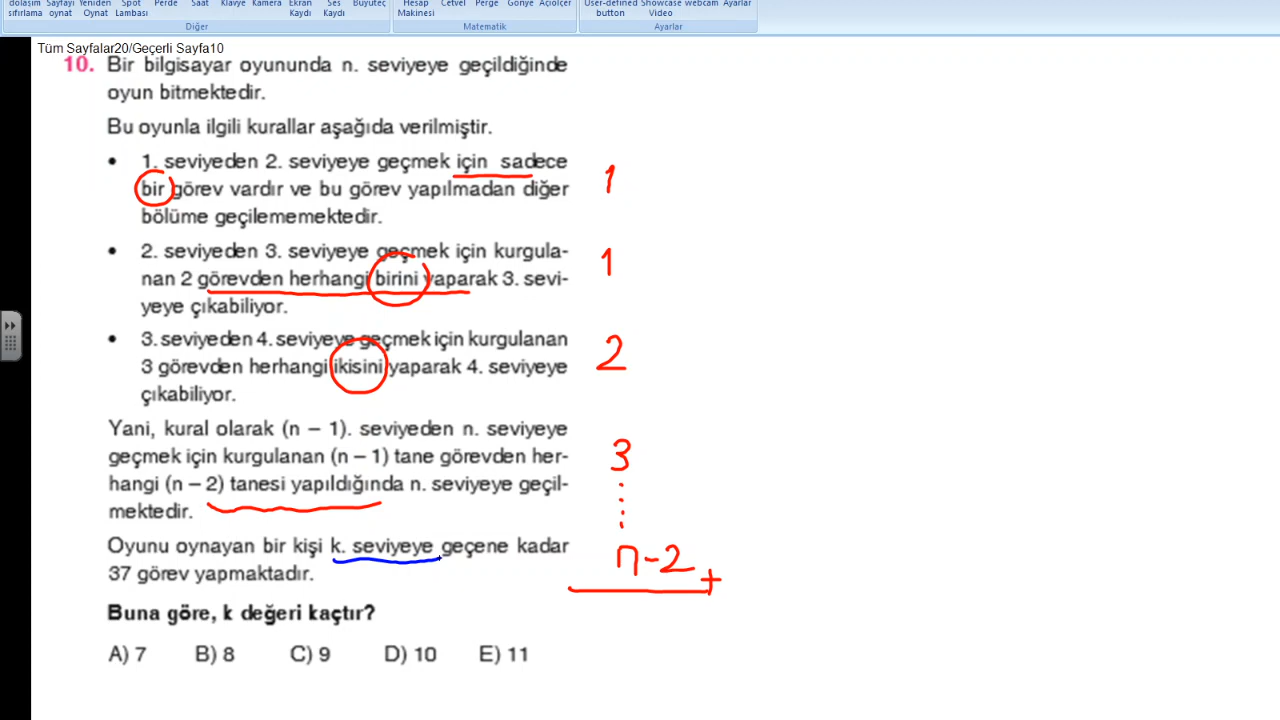 dolaşım Sayfayı Yeniden Spot Perde Saat Klavye Kamera Ekran Ses Büyüteç Hesap Cetvel Perge Gönye Açıölçer User-defined Showcase webcam Ayarlar
sıfırlama oynat Oynat Lambası Kaydı Kaydı Makinesi button Video
Diğer Matematik Ayarlar
Tüm Sayfalar20/Geçerli Sayfa10
10. Bir bilgisayar oyununda n. seviyeye geçildiğinde
oyun bitmektedir.
Bu oyunla ilgili kurallar aşağıda verilmiştir.
• 1. seviyeden 2. seviyeye geçmek için sadece
bir görev vardır ve bu görev yapılmadan diğer 1
bölüme geçilememektedir.
• 2. seviyeden 3. seviyeye geçmek için kurgula- 1
nan 2 görevden herhangi birini yaparak 3. sevi-
yeye çıkabiliyor.
• 3. seviyeden 4. seviyeye geçmek için kurgulanan 2
3 görevden herhangi ikisini yaparak 4. seviyeye
çıkabiliyor.
Yani, kural olarak (n – 1). seviyeden n. seviyeye
geçmek için kurgulanan (n – 1) tane görevden her- 3
hangi (n – 2) tanesi yapıldığında n. seviyeye geçil-
mektedir.
Oyunu oynayan bir kişi k. seviyeye geçene kadar n-2
37 görev yapmaktadır. +
Buna göre, k değeri kaçtır?
A) 7 B) 8 C) 9 D) 10 E) 11